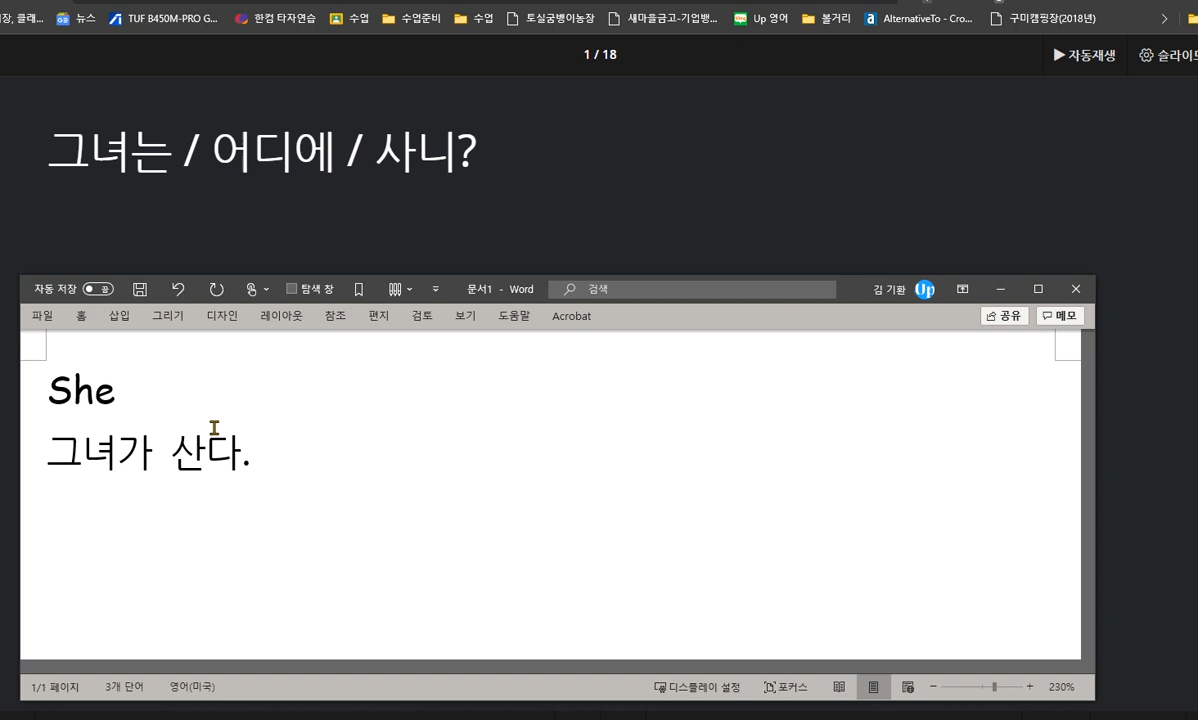 장, 클래... 뉴스 TUF B450M-PRO G... 한컴 타자연습 수업 수업준비 수업 토실굼벵이농장 새마을금고-기업뱅... Up 영어 볼거리 AlternativeTo - Cro... 구미캠핑장(2018년)
1 / 18 자동재생 슬라이드
그녀는 / 어디에 / 사니?
자동 저장 끔 탐색 창 문서1 - Word 검색 김 기환 Up
파일 홈 삽입 그리기 디자인 레이아웃 참조 편지 검토 보기 도움말 Acrobat 공유 메모
She
그녀가 산다.
1/1 페이지 3개 단어 영어(미국) 디스플레이 설정 포커스 230%